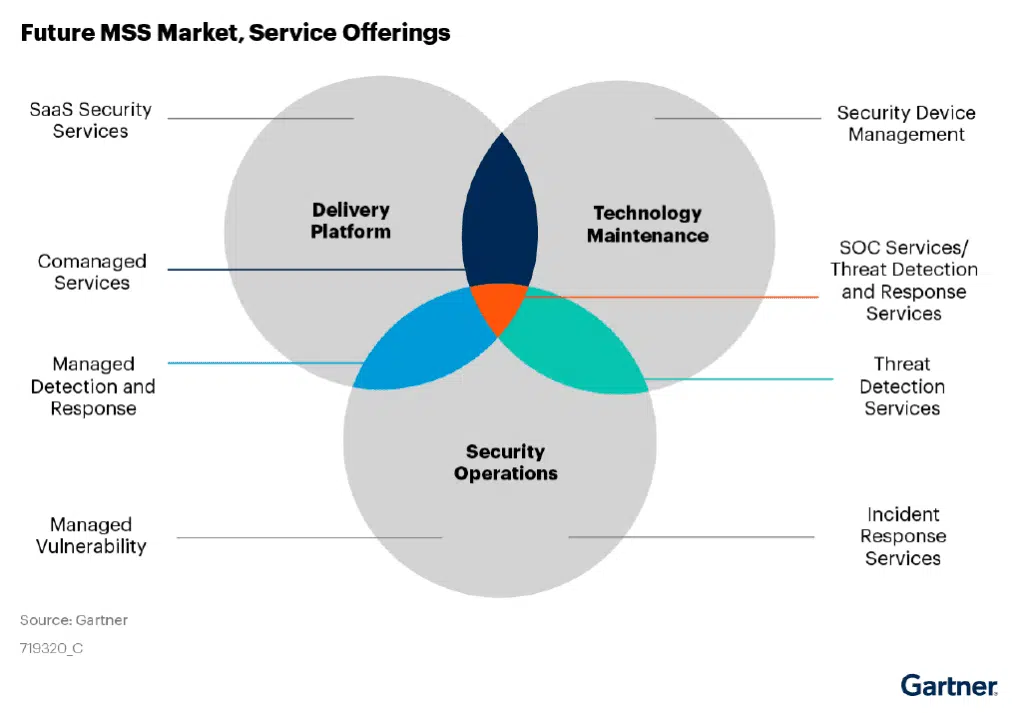 Future MSS Market, Service Offerings
SaaS Security
Services
Security Device
Management
Delivery
Platform
Technology
Maintenance
Comanaged
Services
SOC Services/
Threat Detection
and Response
Services
Managed
Detection and
Response
Threat
Detection
Services
Security
Operations
Managed
Vulnerability
Incident
Response
Services
Source: Gartner
719320_C
Gartner